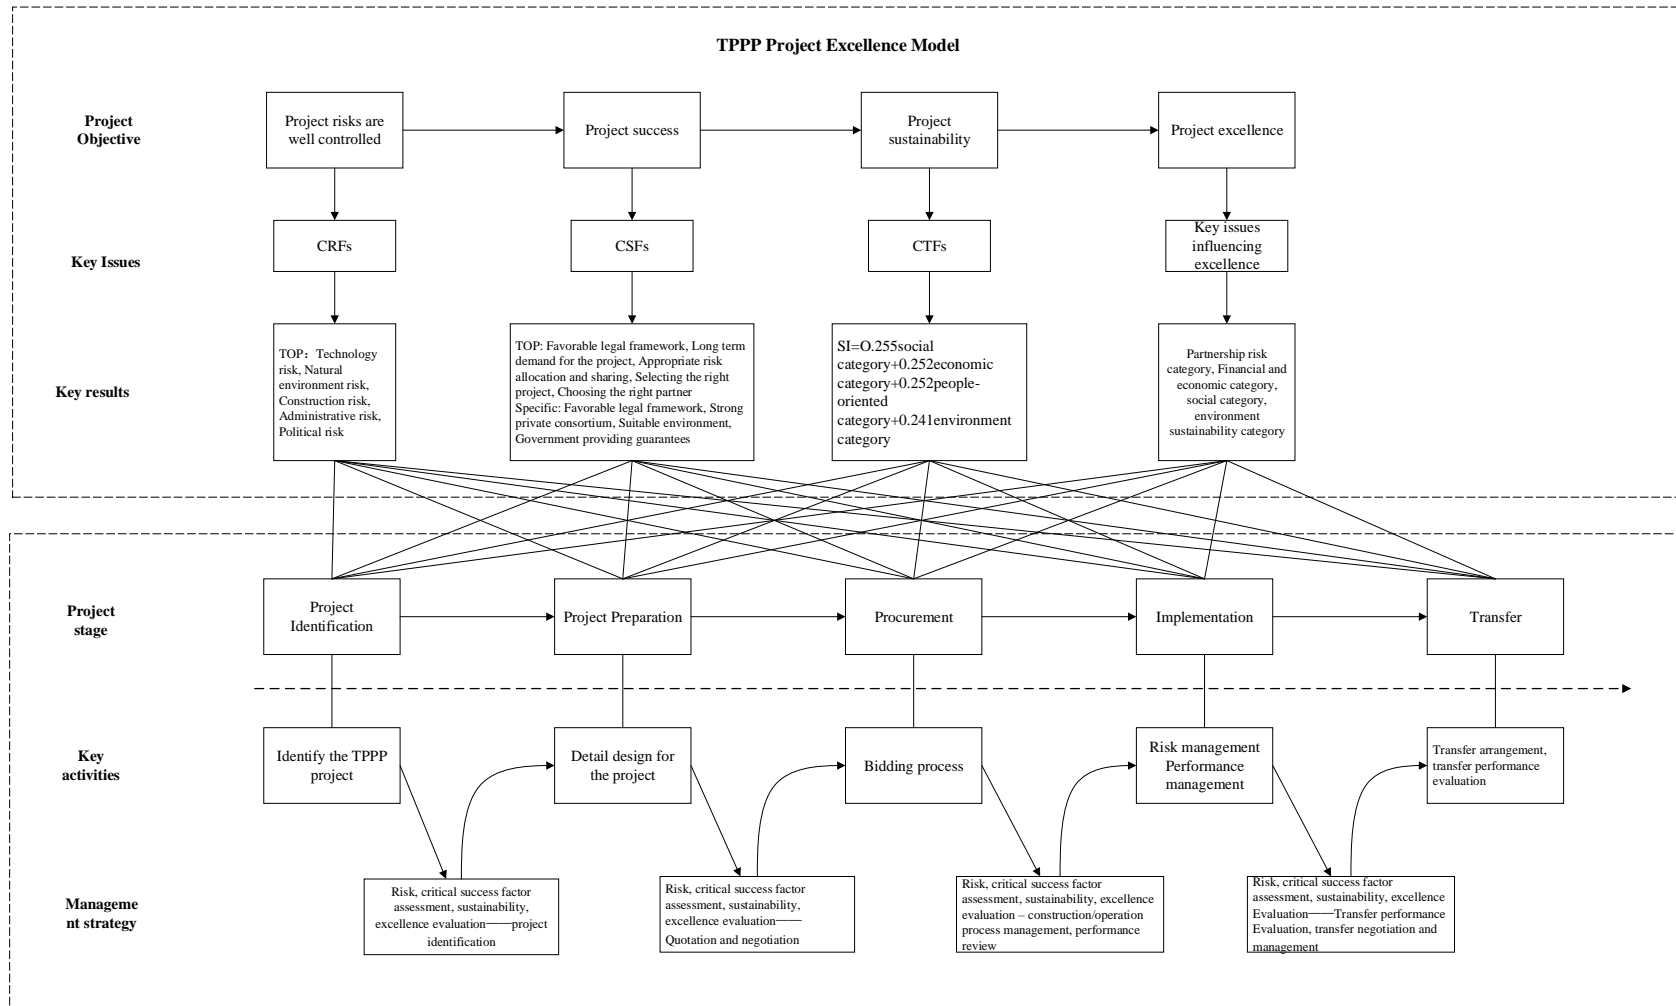 TPPP Project Excellence Model
Project
Objective
Project risks are
well controlled
Project success
Project
sustainability
Project excellence
Key Issues
CRFs
CSFs
CTFs
Key issues
influencing
excellence
Key results
TOP：Technology
risk, Natural
environment risk,
Construction risk,
Administrative risk,
Political risk
TOP: Favorable legal framework, Long term
demand for the project, Appropriate risk
allocation and sharing, Selecting the right
project, Choosing the right partner
Specific: Favorable legal framework, Strong
private consortium, Suitable environment,
Government providing guarantees
SI=O.255social
category+0.252economic
category+0.252people-
oriented
category+0.241environment
category
Partnership risk
category, Financial and
economic category,
social category,
environment
sustainability category
Project
stage
Project
Identification
Project Preparation
Procurement
Implementation
Transfer
Key
activities
Identify the TPPP
project
Detail design for
the project
Bidding process
Risk management
Performance
management
Transfer arrangement,
transfer performance
evaluation
Manageme
nt strategy
Risk, critical success factor
assessment, sustainability,
excellence evaluation——project
identification
Risk, critical success factor
assessment, sustainability,
excellence evaluation——
Quotation and negotiation
Risk, critical success factor
assessment, sustainability, excellence
evaluation – construction/operation
process management, performance
review
Risk, critical success factor
assessment, sustainability, excellence
Evaluation——Transfer performance
Evaluation, transfer negotiation and
management